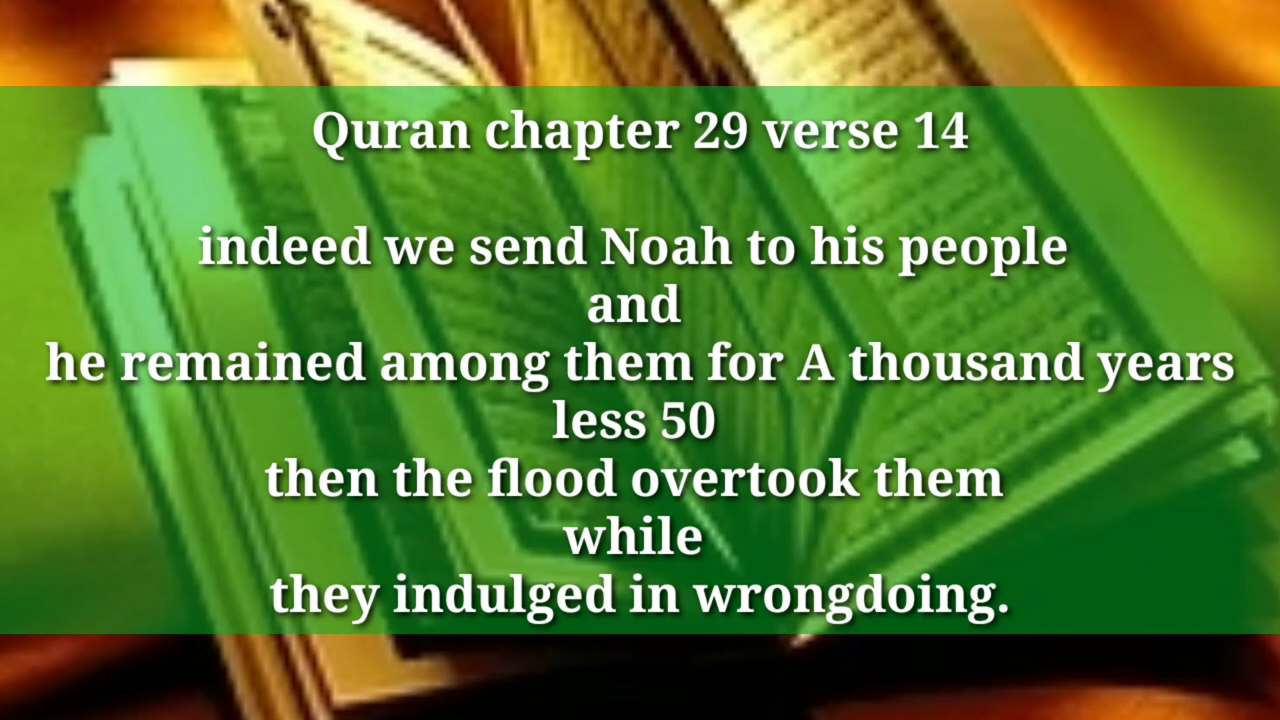 Quran chapter 29 verse 14
indeed we send Noah to his people
and
he remained among them for A thousand years
less 50
then the flood overtook them
while
they indulged in wrongdoing.